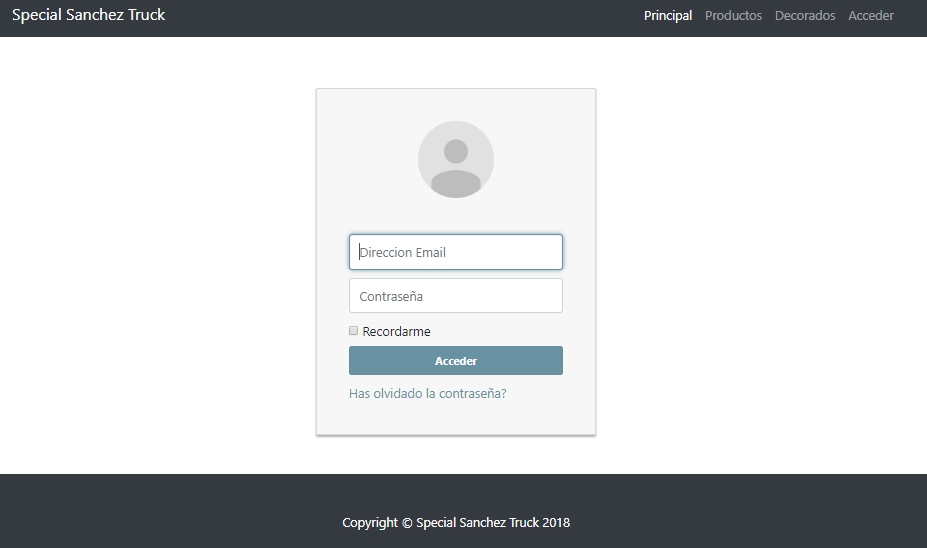 Special Sanchez Truck
Principal Productos Decorados Acceder
Direccion Email
Contraseña
Recordarme
Acceder
Has olvidado la contraseña?
Copyright © Special Sanchez Truck 2018